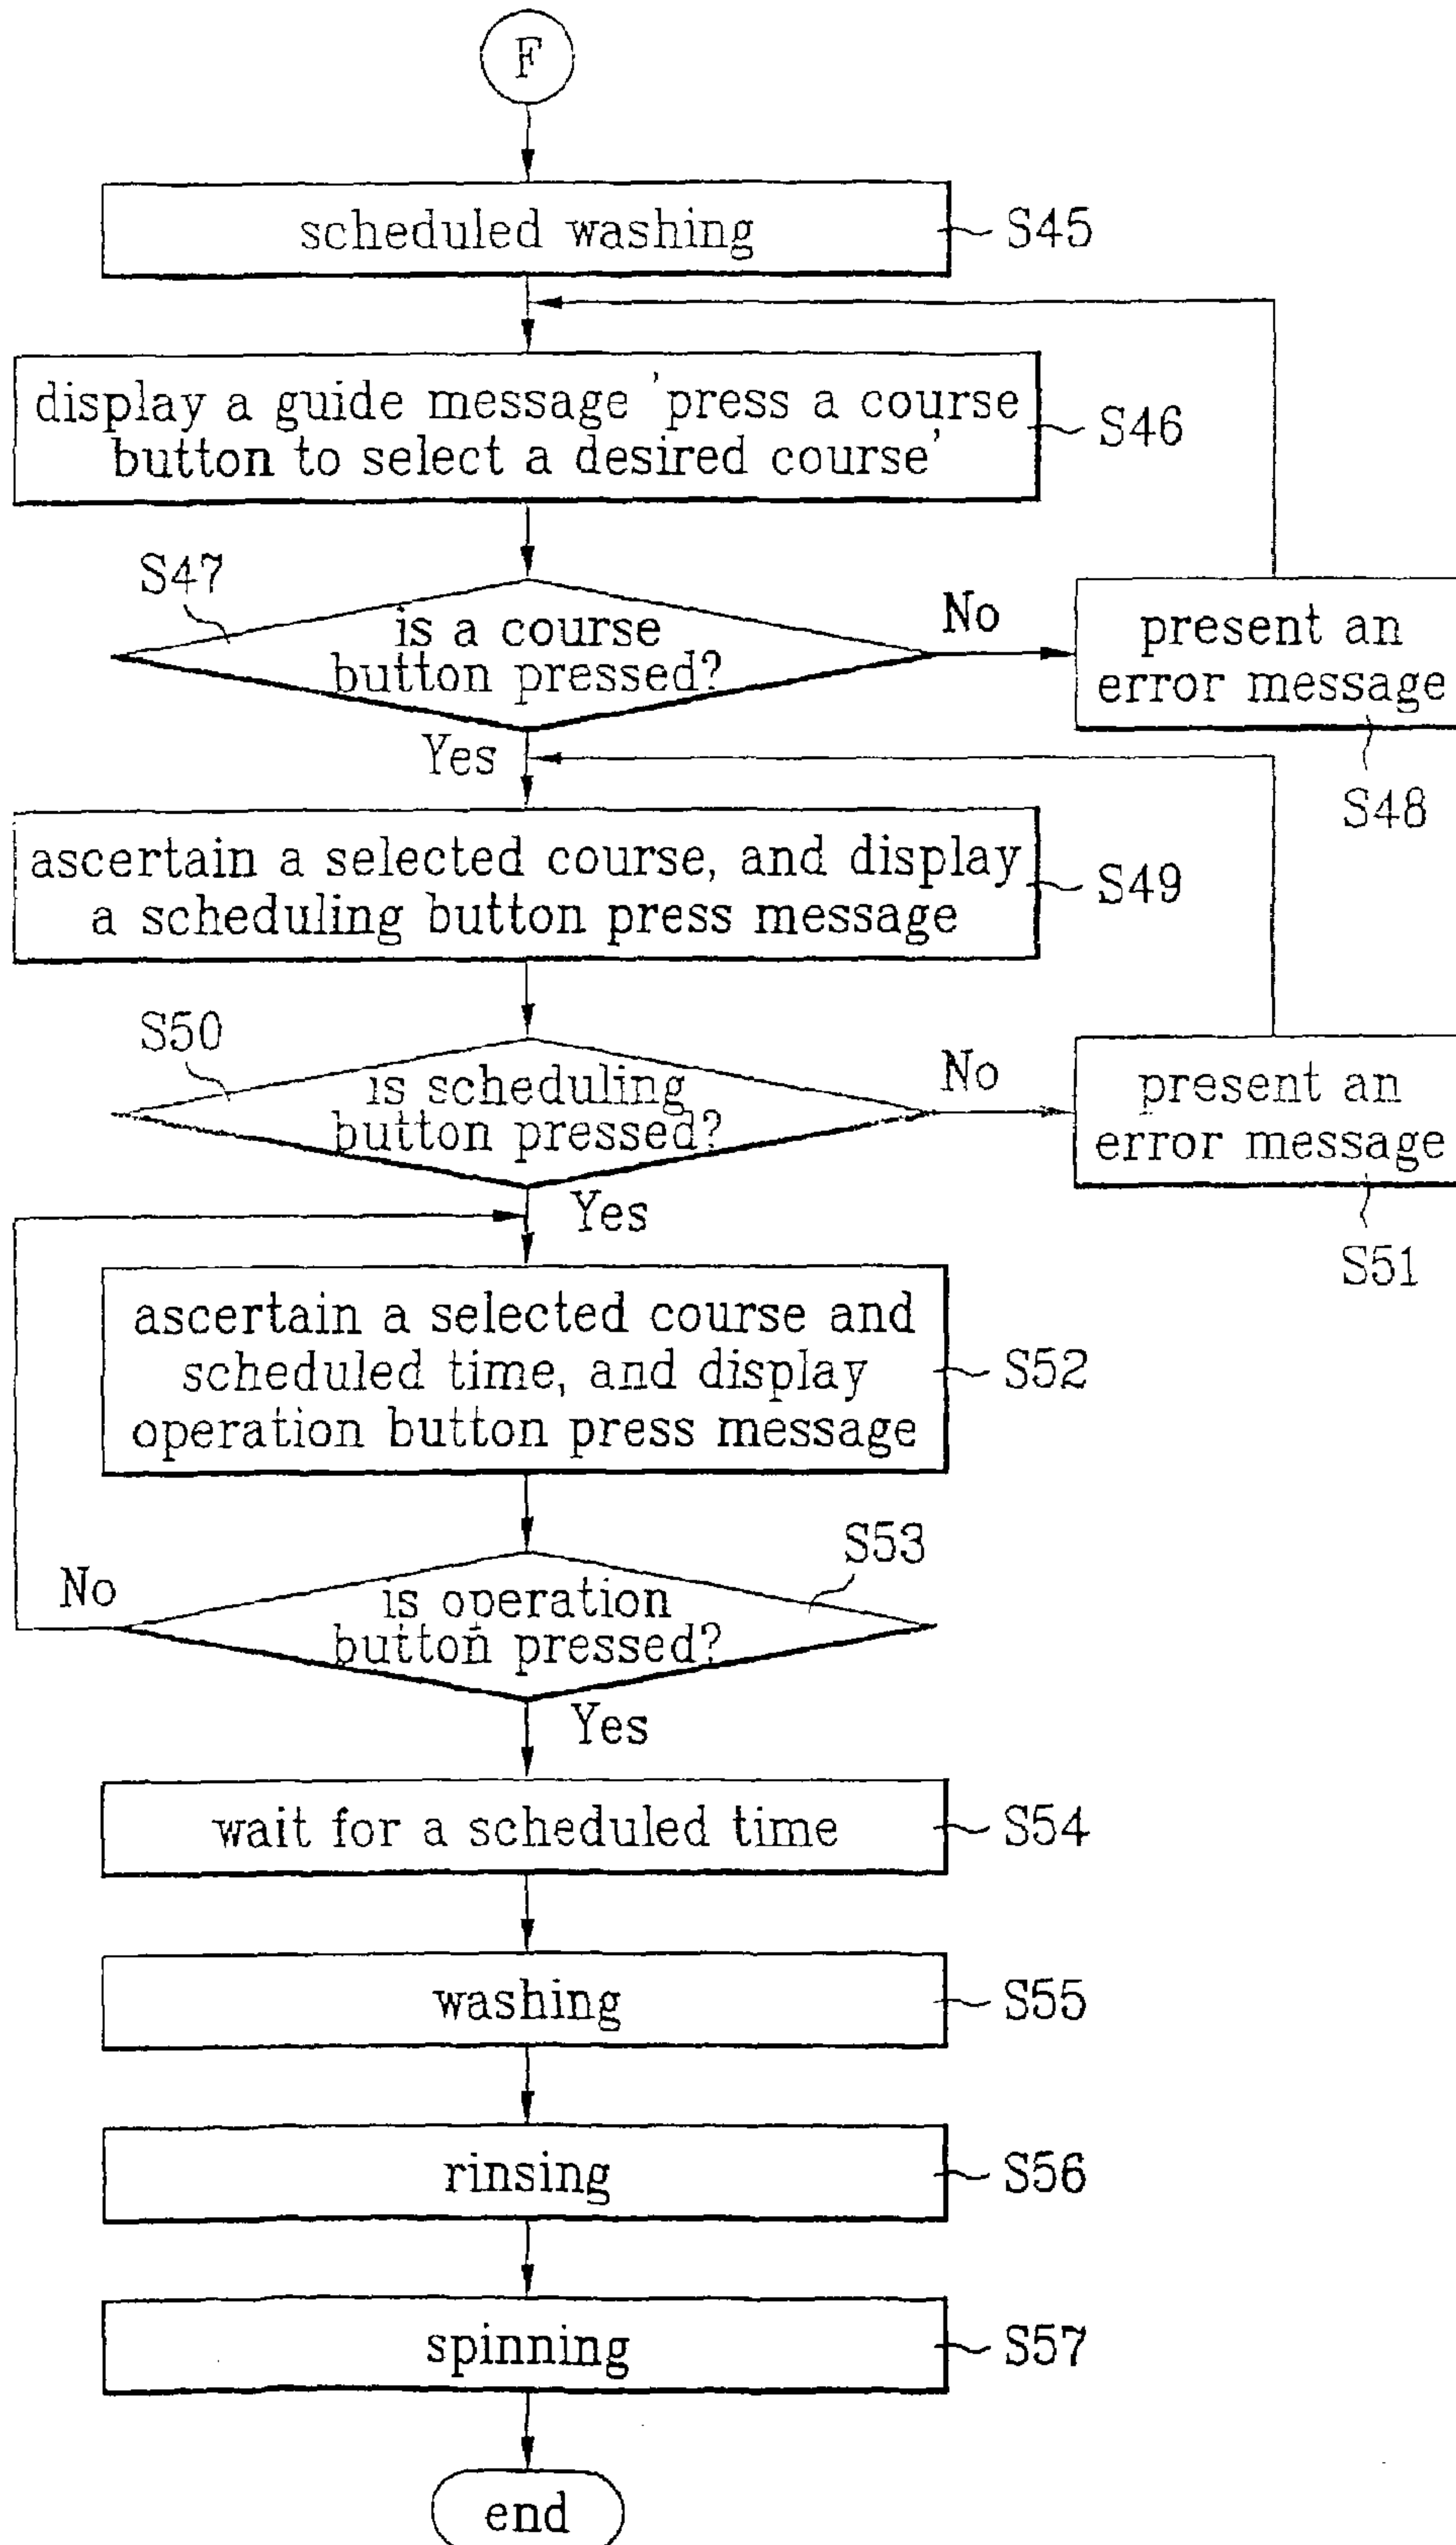 F
scheduled washing
S45
display a guide message 'press a course
button to select a desired course'
S46
S47
is a course
button pressed?
No
present an
error message
S48
Yes
ascertain a selected course, and display
a scheduling button press message
S49
S50
is scheduling
button pressed?
No
present an
error message
S51
Yes
ascertain a selected course and
scheduled time, and display
operation button press message
S52
S53
is operation
button pressed?
No
Yes
wait for a scheduled time
S54
washing
S55
rinsing
S56
spinning
S57
end